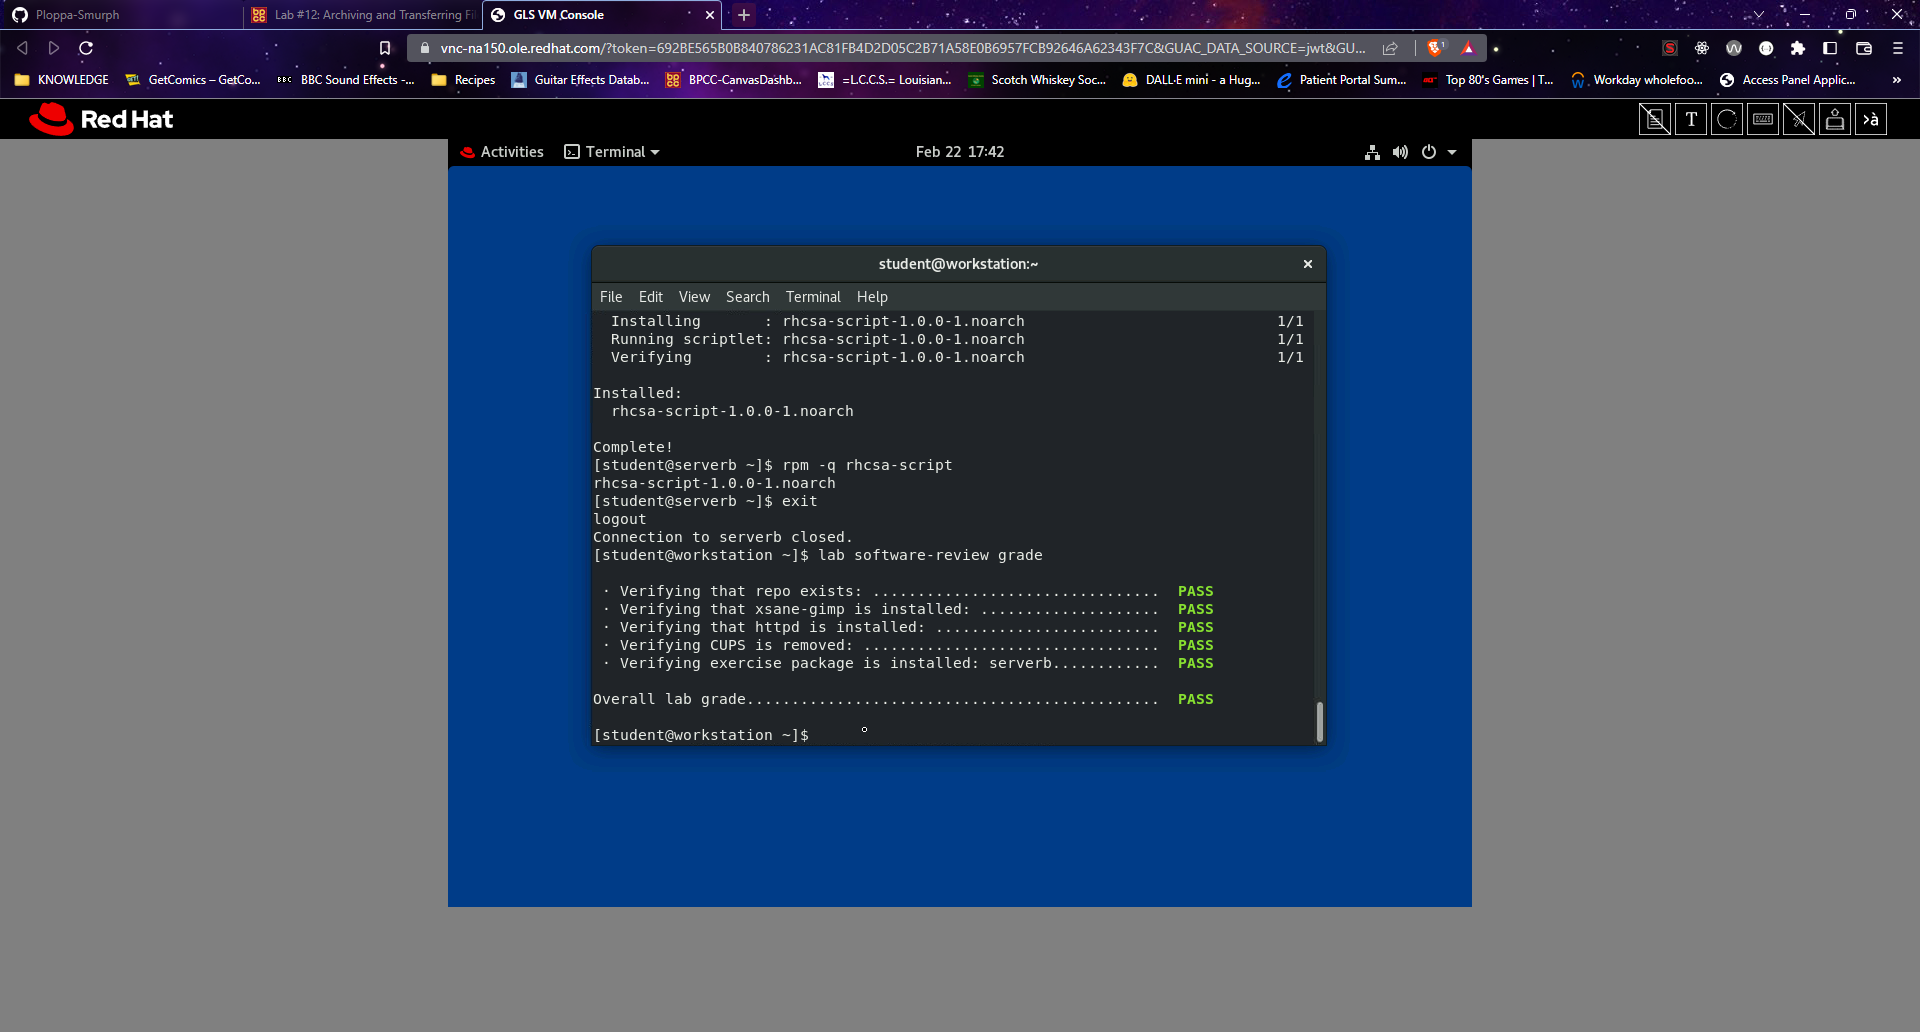 Ploppa-Smurph
Lab #12: Archiving and Transferring Fi
GLS VM Console
vnc-na150.ole.redhat.com/?token=692BE565B0B840786231AC81FB4D2D05C2B71A58E0B6957FCB92646A62343F7C&GUAC_DATA_SOURCE=jwt&GU...
KNOWLEDGE
GetComics – GetCo...
BBC BBC Sound Effects -...
Recipes
Guitar Effects Datab...
BPCC-CanvasDashb...
=L.C.C.S.= Louisian...
Scotch Whiskey Soc...
DALL·E mini - a Hug...
Patient Portal Sum...
Top 80's Games | T...
Workday wholefoo...
Access Panel Applic...
»
Red Hat
T
>à
Activities Terminal Feb 22 17:42
student@workstation:~
File Edit View Search Terminal Help
Installing : rhcsa-script-1.0.0-1.noarch 1/1
Running scriptlet: rhcsa-script-1.0.0-1.noarch 1/1
Verifying : rhcsa-script-1.0.0-1.noarch 1/1
Installed:
rhcsa-script-1.0.0-1.noarch
Complete!
[student@serverb ~]$ rpm -q rhcsa-script
rhcsa-script-1.0.0-1.noarch
[student@serverb ~]$ exit
logout
Connection to serverb closed.
[student@workstation ~]$ lab software-review grade
· Verifying that repo exists: ................................ PASS
· Verifying that xsane-gimp is installed: .................... PASS
· Verifying that httpd is installed: ......................... PASS
· Verifying CUPS is removed: ................................. PASS
· Verifying exercise package is installed: serverb............ PASS
Overall lab grade.............................................. PASS
[student@workstation ~]$